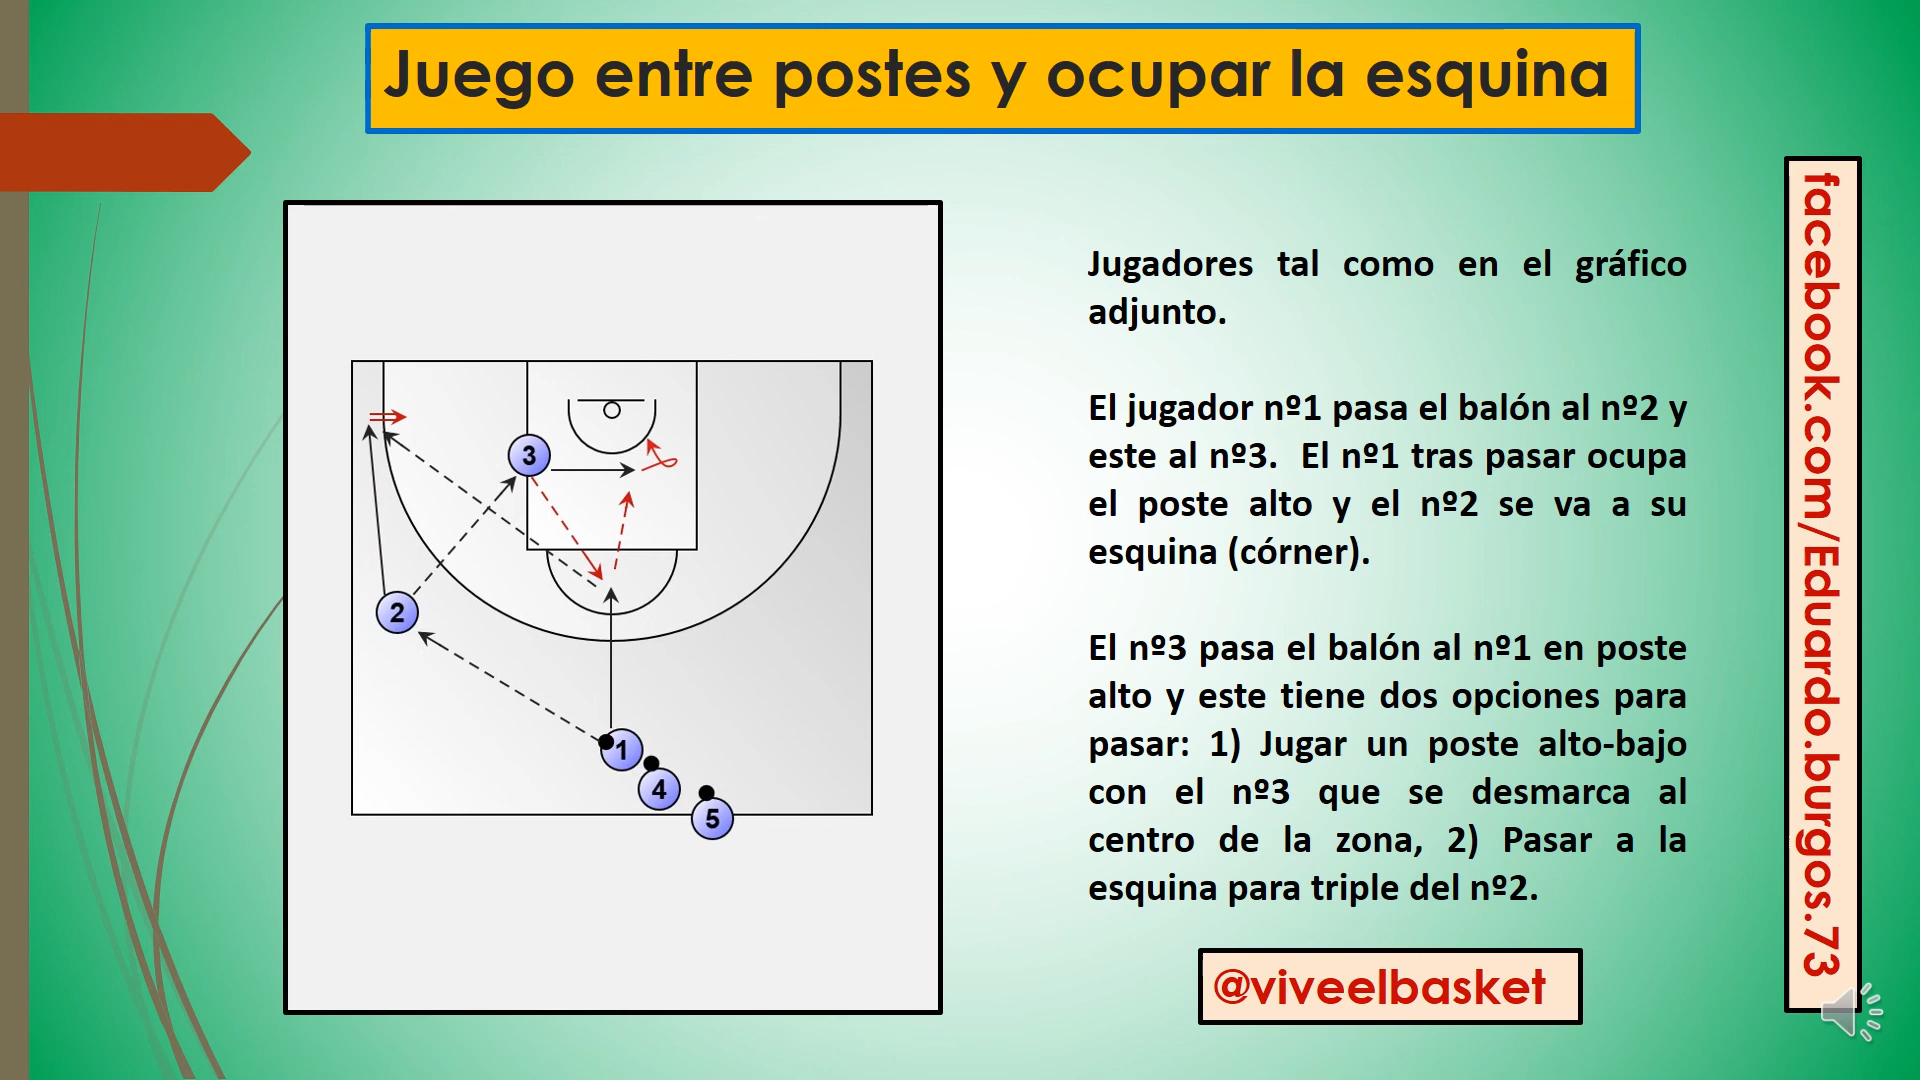 Juego entre postes y ocupar la esquina
Jugadores tal como en el gráfico
adjunto.
El jugador nº1 pasa el balón al nº2 y
este al nº3. El nº1 tras pasar ocupa
el poste alto y el nº2 se va a su
esquina (córner).
El nº3 pasa el balón al nº1 en poste
alto y este tiene dos opciones para
pasar: 1) Jugar un poste alto-bajo
con el nº3 que se desmarca al
centro de la zona, 2) Pasar a la
esquina para triple del nº2.
3
2
1
4
5
@viveelbasket
facebook.com/Eduardo.burgos.73